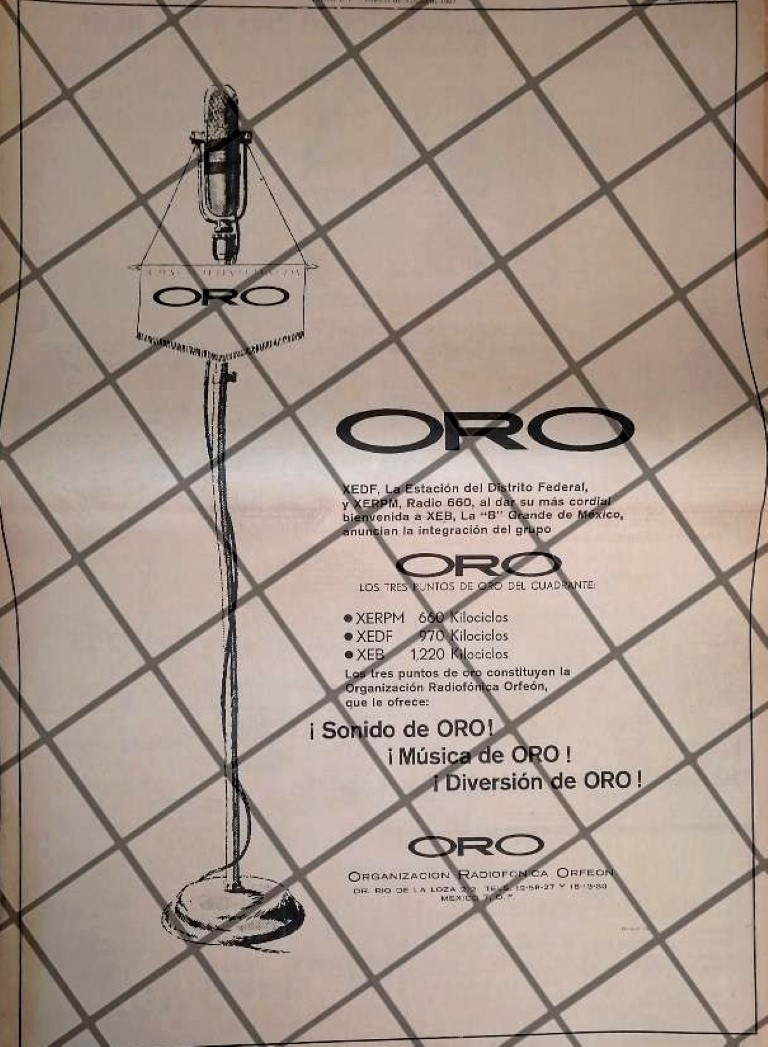 ORO
ORO
XEDF, La Estación del Distrito Federal,
y XERPM, Radio 660, al dar su más cordial
bienvenida a XEB, La "B" Grande de México,
anuncian la integración del grupo
ORO
LOS TRES PUNTOS DE ORO DEL CUADRANTE:
● XERPM 660 Kilociclos
● XEDF 970 Kilociclos
● XEB 1,220 Kilociclos
Los tres puntos de oro constituyen la
Organización Radiofónica Orfeón,
que le ofrece:
¡ Sonido de ORO!
¡ Música de ORO !
¡ Diversión de ORO !
ORO
ORGANIZACION RADIOFONICA ORFEON
DR. RIO DE LA LOZA TELS. Y
MEXICO